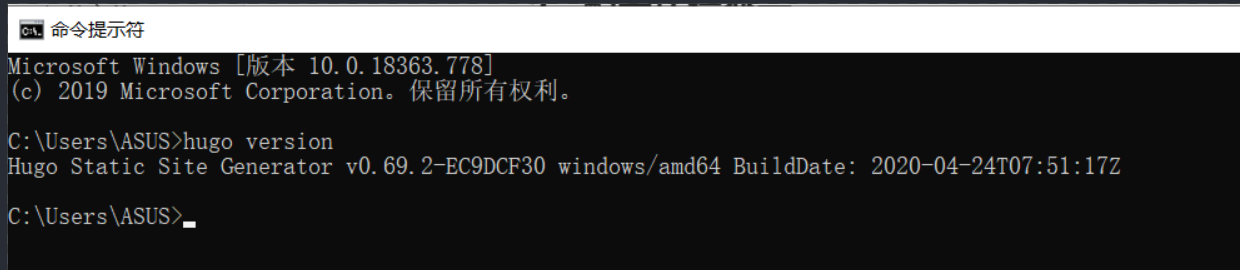 命令提示符
Microsoft Windows [版本 10.0.18363.778]
(c) 2019 Microsoft Corporation。保留所有权利。
C:\Users\ASUS>hugo version
Hugo Static Site Generator v0.69.2-EC9DCF30 windows/amd64 BuildDate: 2020-04-24T07:51:17Z
C:\Users\ASUS>